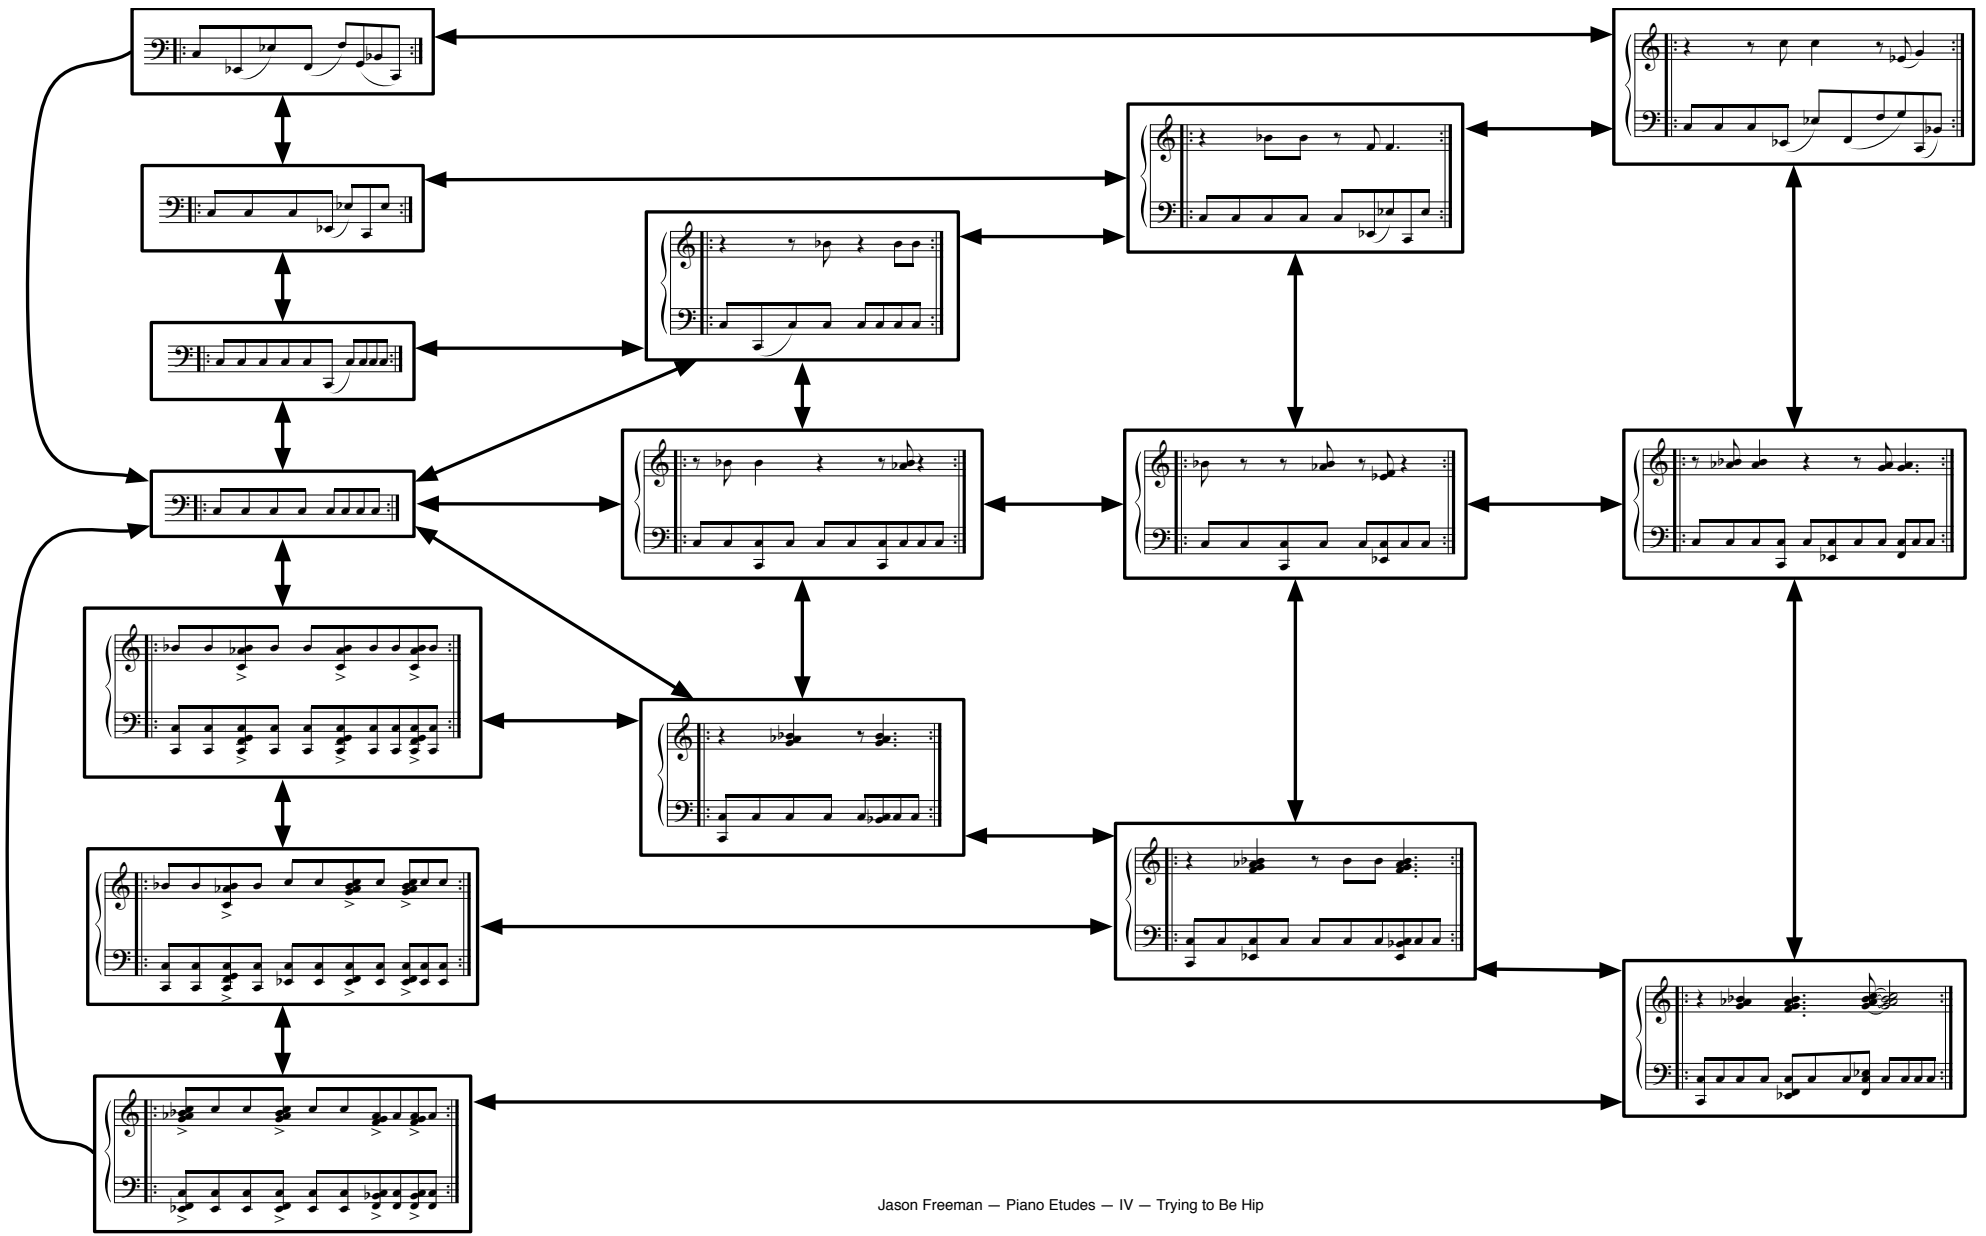 Jason Freeman — Piano Etudes — IV — Trying to Be Hip